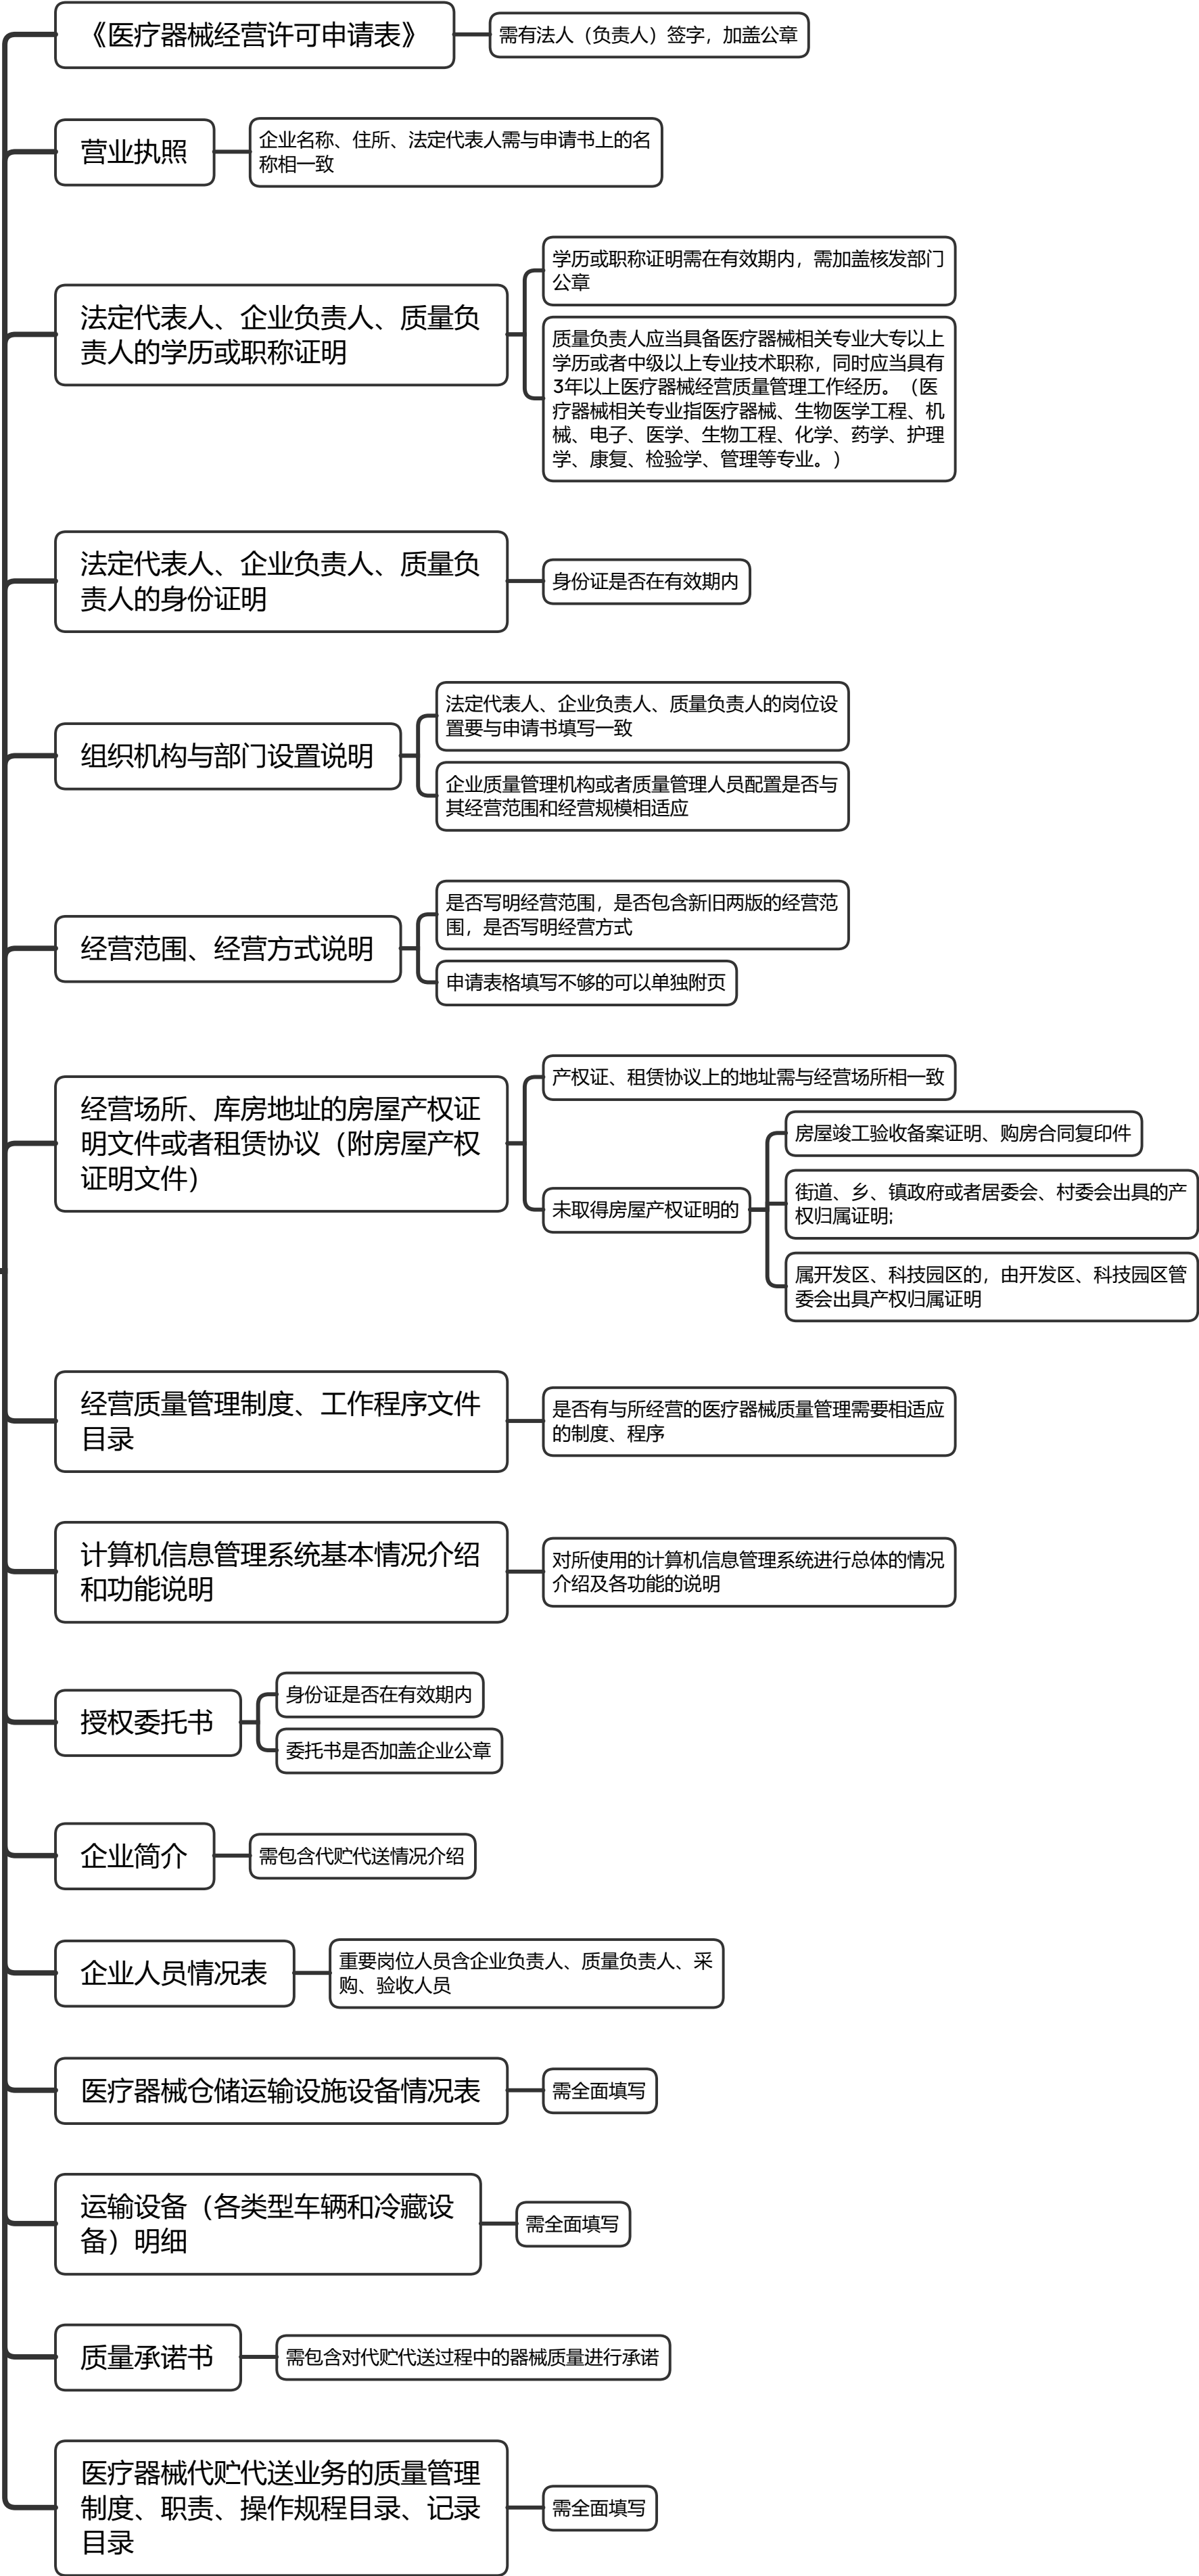 《医疗器械经营许可申请表》
需有法人（负责人）签字，加盖公章
营业执照
企业名称、住所、法定代表人需与申请书上的名
称相一致
法定代表人、企业负责人、质量负
责人的学历或职称证明
学历或职称证明需在有效期内，需加盖核发部门
公章
质量负责人应当具备医疗器械相关专业大专以上
学历或者中级以上专业技术职称，同时应当具有
3年以上医疗器械经营质量管理工作经历。（医
疗器械相关专业指医疗器械、生物医学工程、机
械、电子、医学、生物工程、化学、药学、护理
学、康复、检验学、管理等专业。）
法定代表人、企业负责人、质量负
责人的身份证明
身份证是否在有效期内
组织机构与部门设置说明
法定代表人、企业负责人、质量负责人的岗位设
置要与申请书填写一致
企业质量管理机构或者质量管理人员配置是否与
其经营范围和经营规模相适应
经营范围、经营方式说明
是否写明经营范围，是否包含新旧两版的经营范
围，是否写明经营方式
申请表格填写不够的可以单独附页
经营场所、库房地址的房屋产权证
明文件或者租赁协议（附房屋产权
证明文件）
产权证、租赁协议上的地址需与经营场所相一致
未取得房屋产权证明的
房屋竣工验收备案证明、购房合同复印件
街道、乡、镇政府或者居委会、村委会出具的产
权归属证明;
属开发区、科技园区的，由开发区、科技园区管
委会出具产权归属证明
经营质量管理制度、工作程序文件
目录
是否有与所经营的医疗器械质量管理需要相适应
的制度、程序
计算机信息管理系统基本情况介绍
和功能说明
对所使用的计算机信息管理系统进行总体的情况
介绍及各功能的说明
授权委托书
身份证是否在有效期内
委托书是否加盖企业公章
企业简介
需包含代贮代送情况介绍
企业人员情况表
重要岗位人员含企业负责人、质量负责人、采
购、验收人员
医疗器械仓储运输设施设备情况表
需全面填写
运输设备（各类型车辆和冷藏设
备）明细
需全面填写
质量承诺书
需包含对代贮代送过程中的器械质量进行承诺
医疗器械代贮代送业务的质量管理
制度、职责、操作规程目录、记录
目录
需全面填写